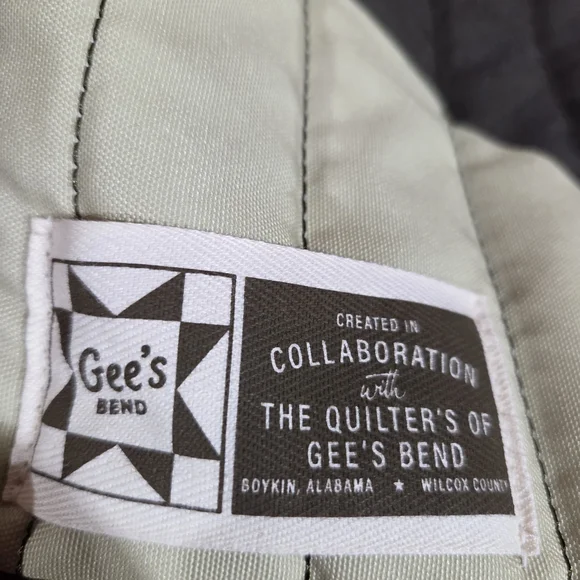 Gee's
BEND
CREATED IN
COLLABORATION
with
THE QUILTER'S OF
GEE'S BEND
BOYKIN, ALABAMA ★ WILCOX COUNTY